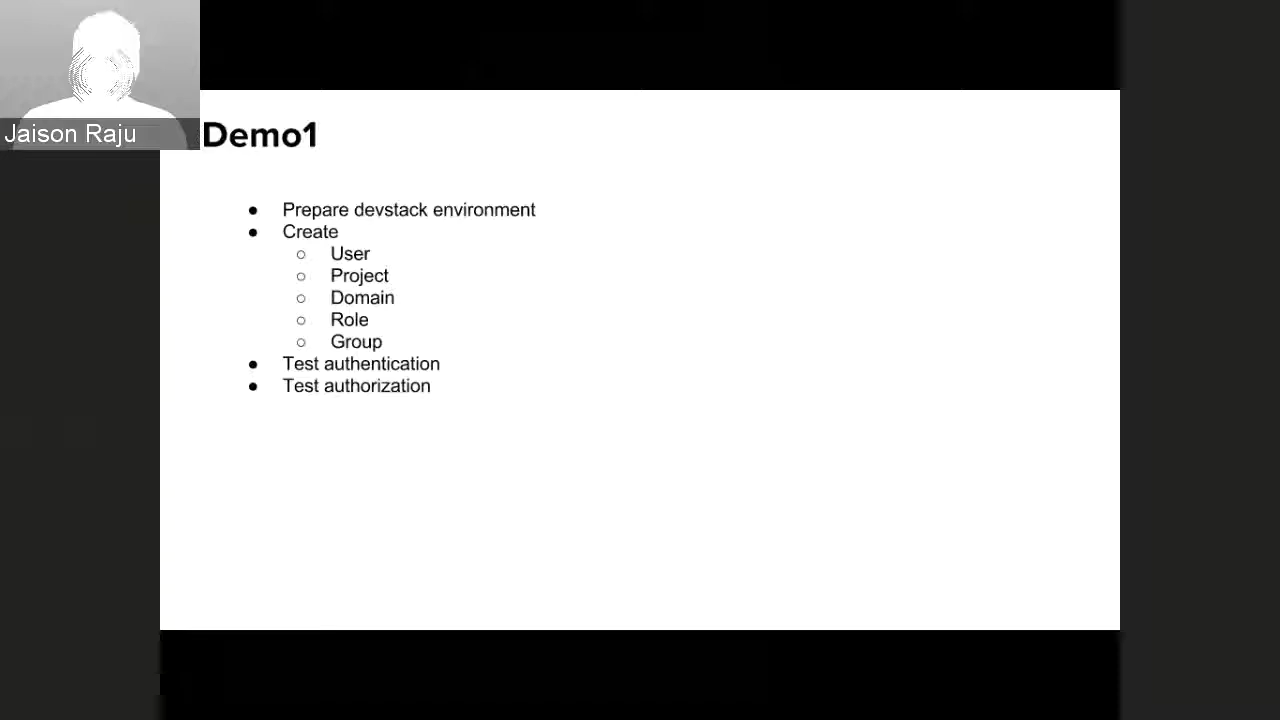 Jaison Raju
Demo1
● Prepare devstack environment
● Create
○ User
○ Project
○ Domain
○ Role
○ Group
● Test authentication
● Test authorization